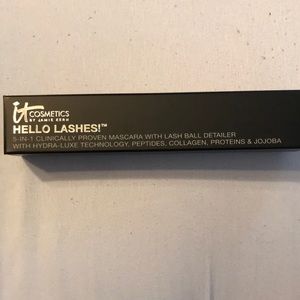 it COSMETICS
BY JAMIE KERN
HELLO LASHES!™
5-IN-1 CLINICALLY PROVEN MASCARA WITH LASH BALL DETAILER
WITH HYDRA-LUXE TECHNOLOGY, PEPTIDES, COLLAGEN, PROTEINS & JOJOBA